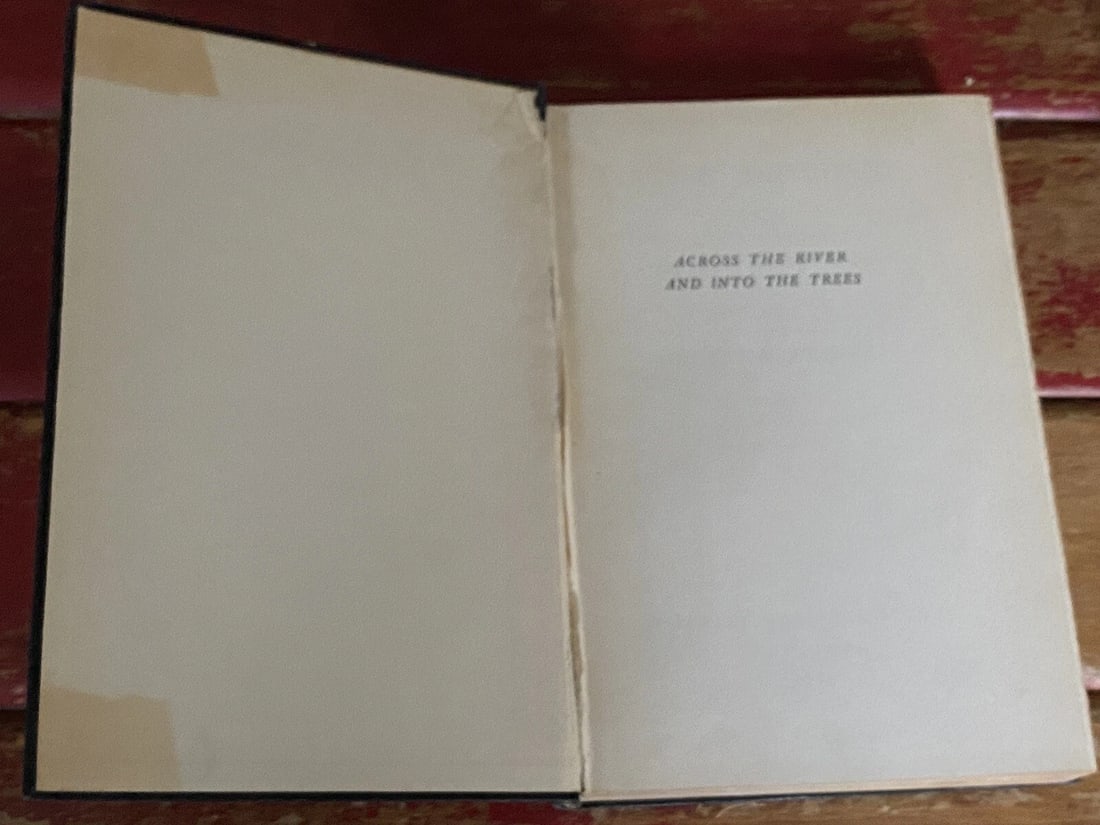 ACROSS THE RIVER
AND INTO THE TREES